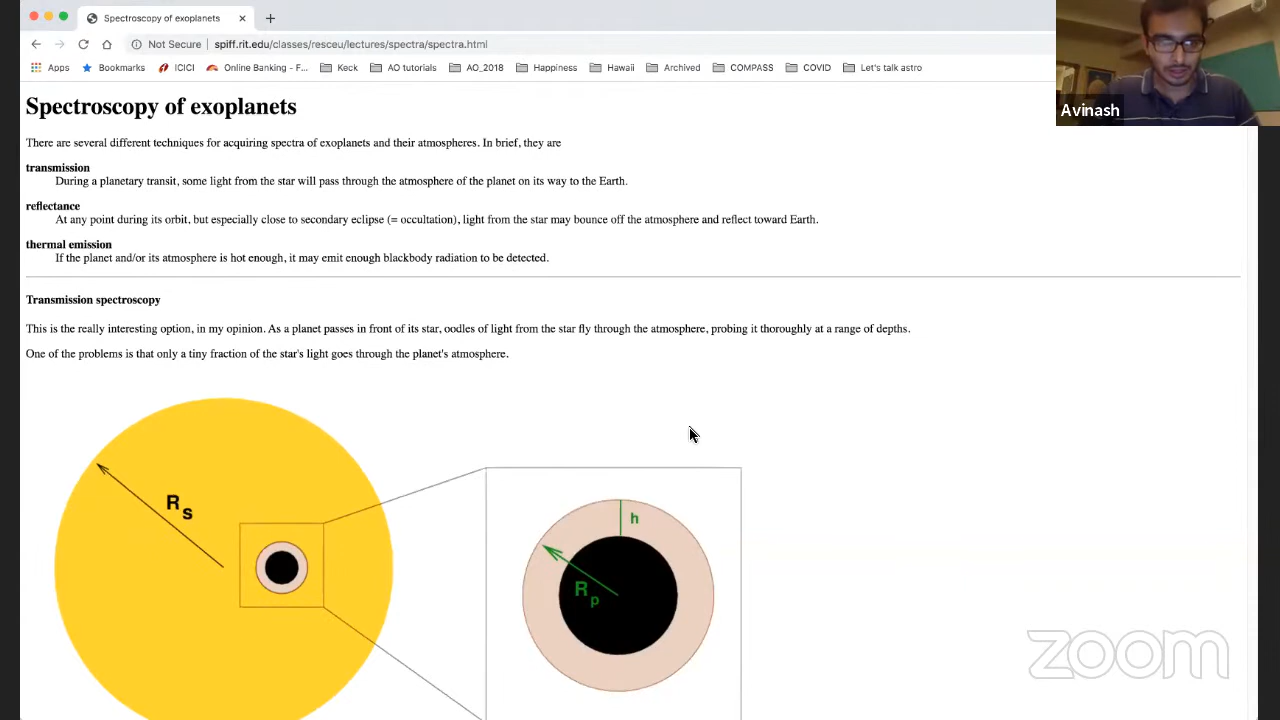 Spectroscopy of exoplanets
Not Secure | spiff.rit.edu/classes/resceu/lectures/spectra/spectra.html
Apps Bookmarks ICICI Online Banking - F... Keck AO tutorials AO_2018 Happiness Hawaii Archived COMPASS COVID Let's talk astro
Avinash
Spectroscopy of exoplanets
There are several different techniques for acquiring spectra of exoplanets and their atmospheres. In brief, they are
transmission
During a planetary transit, some light from the star will pass through the atmosphere of the planet on its way to the Earth.
reflectance
At any point during its orbit, but especially close to secondary eclipse (= occultation), light from the star may bounce off the atmosphere and reflect toward Earth.
thermal emission
If the planet and/or its atmosphere is hot enough, it may emit enough blackbody radiation to be detected.
Transmission spectroscopy
This is the really interesting option, in my opinion. As a planet passes in front of its star, oodles of light from the star fly through the atmosphere, probing it thoroughly at a range of depths.
One of the problems is that only a tiny fraction of the star's light goes through the planet's atmosphere.
R s
h
R p
zoom